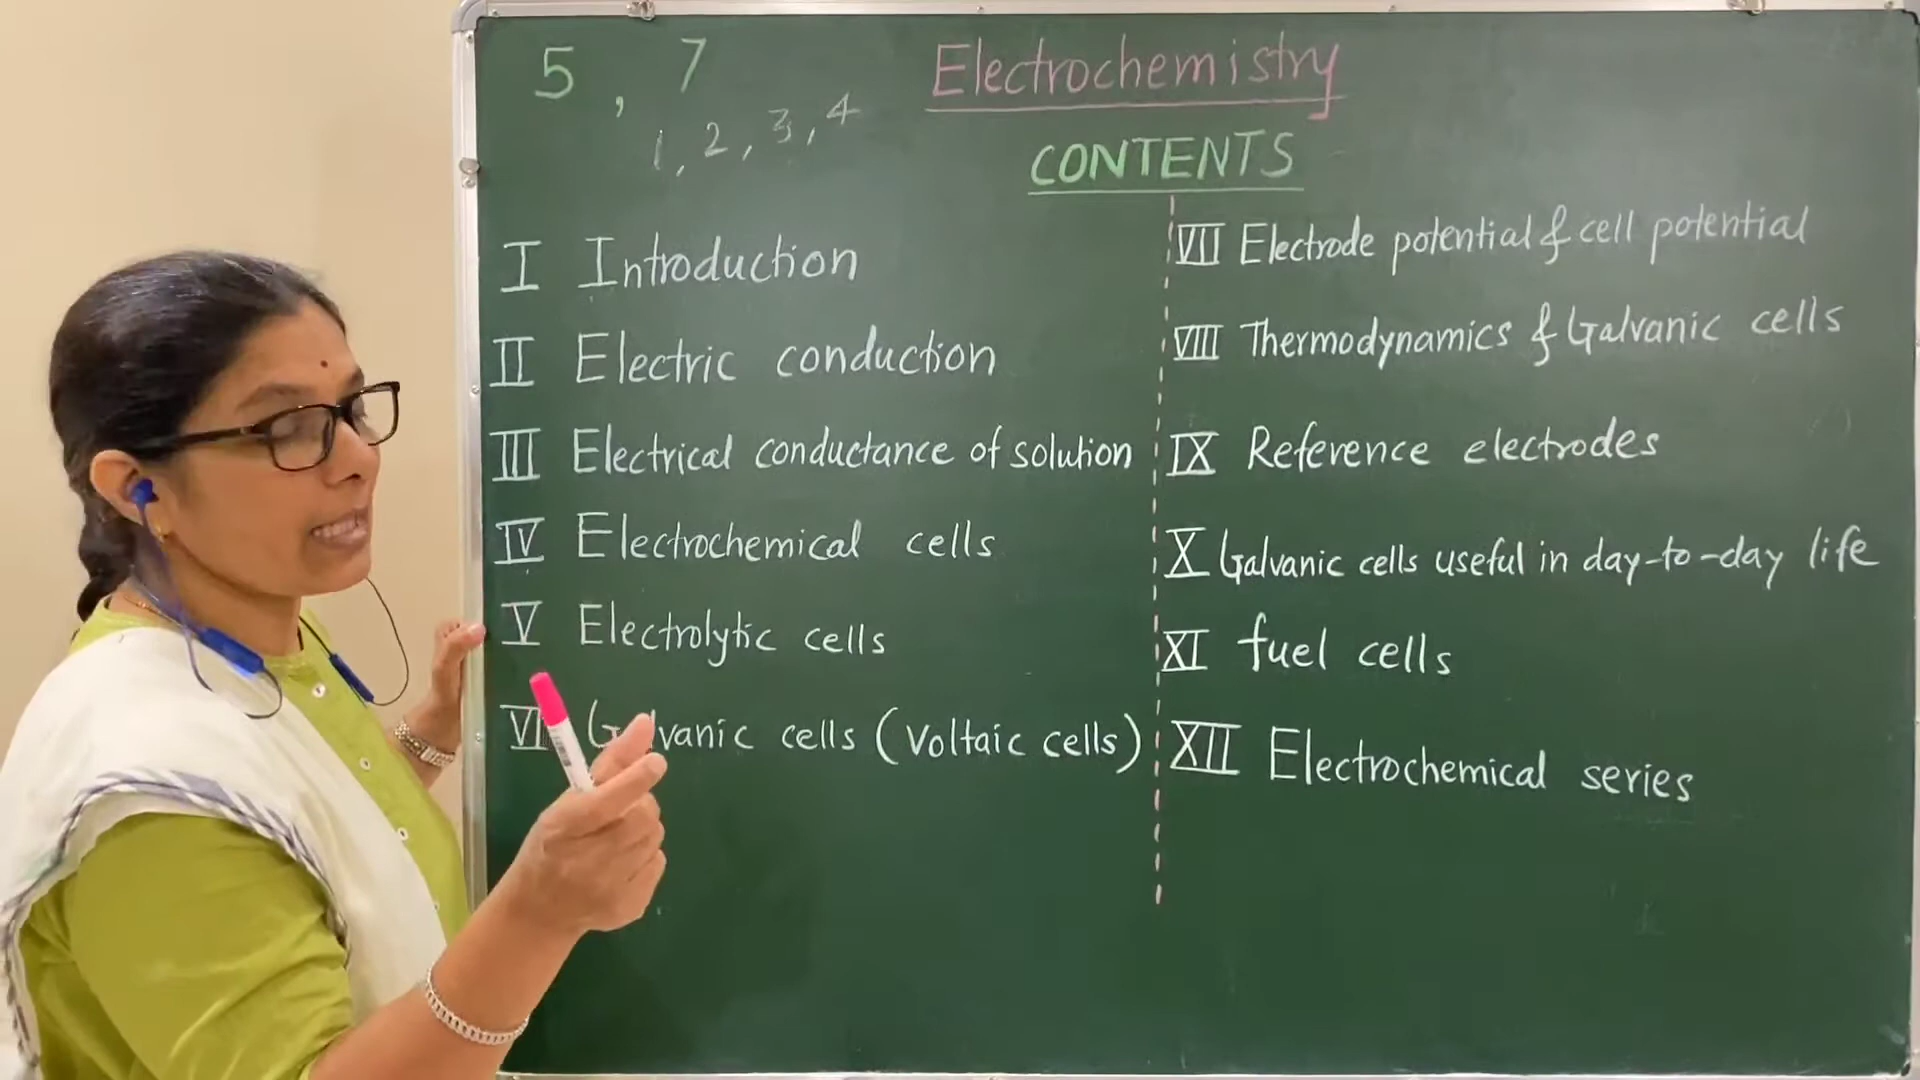 5, 7
1, 2, 3, 4
Electrochemistry
CONTENTS
I Introduction
II Electric conduction
III Electrical conductance of solution
IV Electrochemical cells
V Electrolytic cells
VI Galvanic cells (Voltaic cells)
VII Electrode potential & cell potential
VIII Thermodynamics & Galvanic cells
IX Reference electrodes
X Galvanic cells useful in day-to-day life
XI fuel cells
XII Electrochemical series